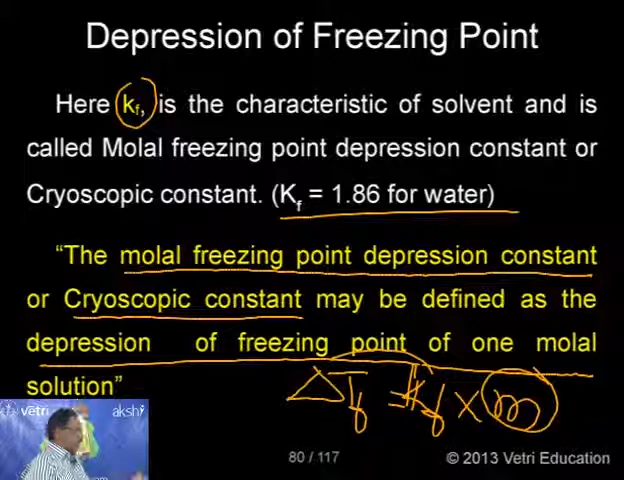 Depression of Freezing Point
Here kf, is the characteristic of solvent and is
called Molal freezing point depression constant or
Cryoscopic constant. (Kf = 1.86 for water)
“The molal freezing point depression constant
or Cryoscopic constant may be defined as the
depression of freezing point of one molal
solution”
ΔTf = Kf × m
vetri akshi
80 / 117 © 2013 Vetri Education